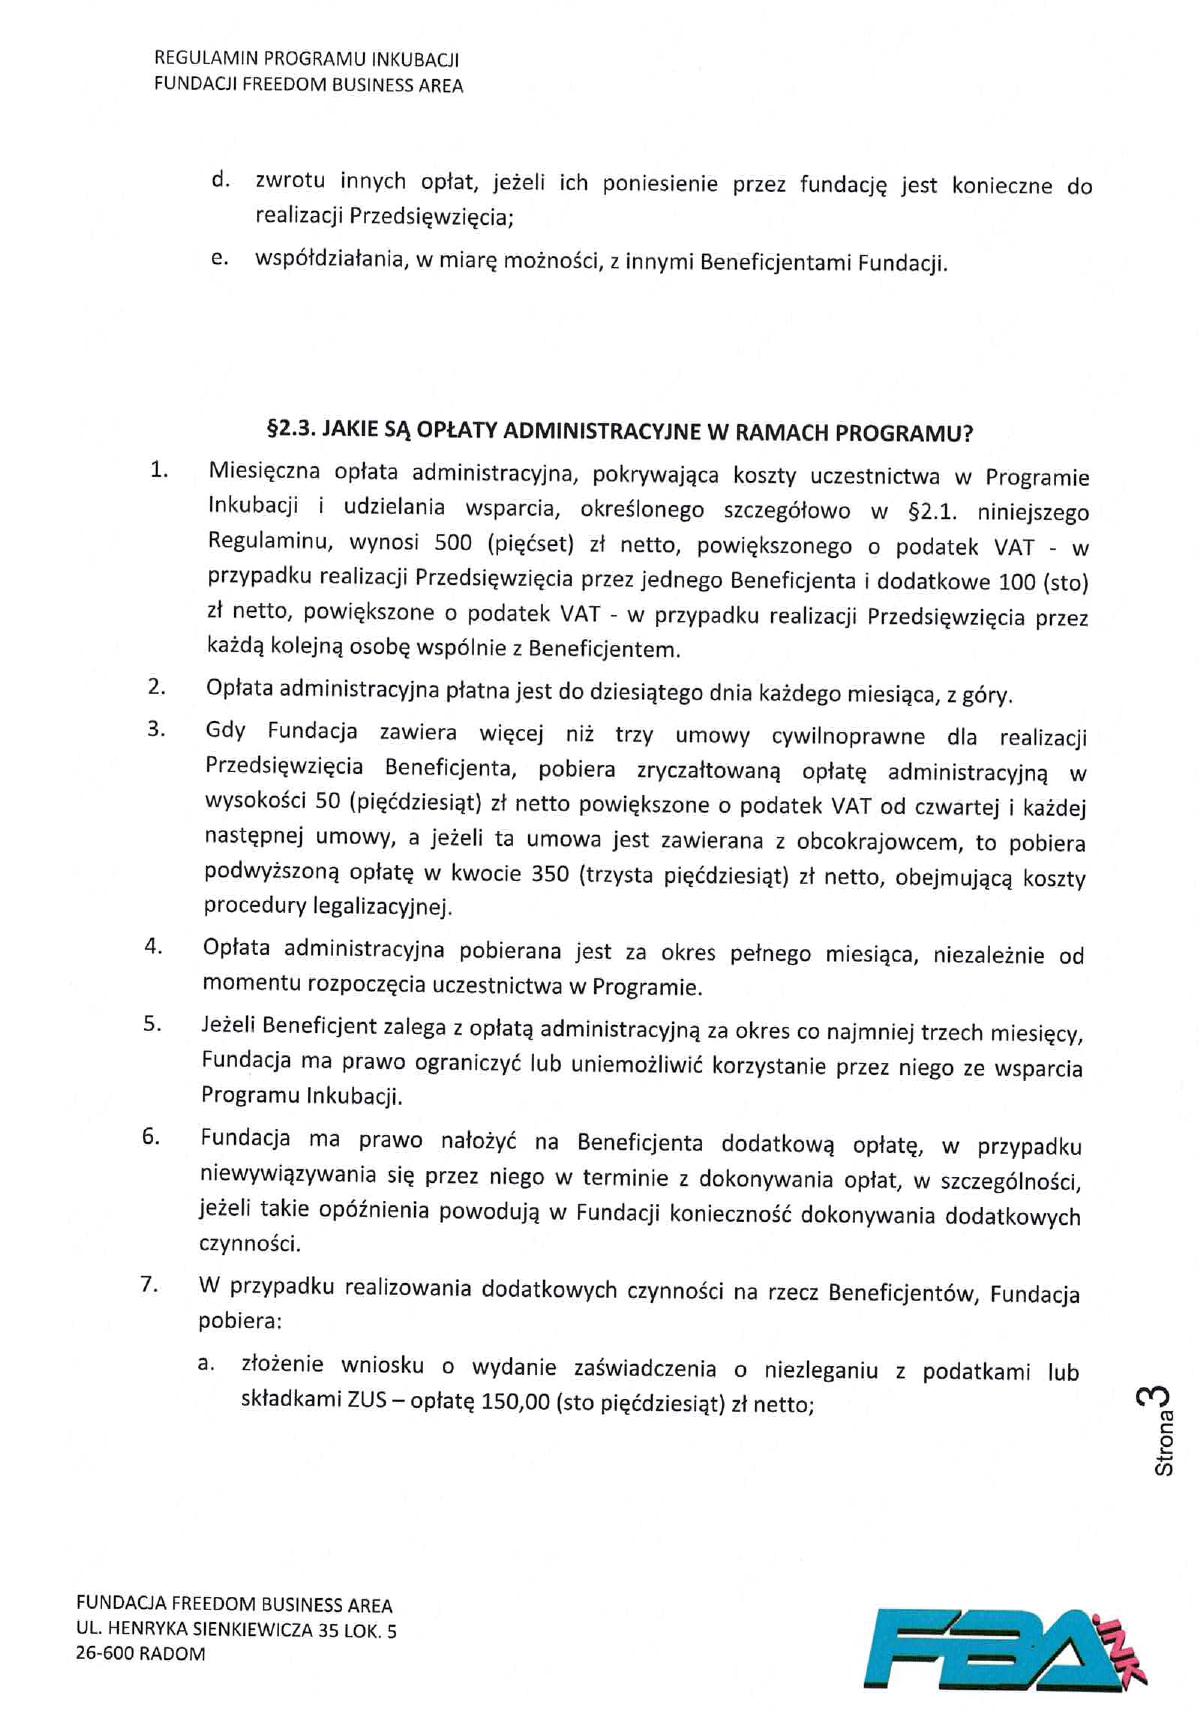 REGULAMIN PROGRAMU INKUBACJI
FUNDACJI FREEDOM BUSINESS AREA
d. zwrotu innych opłat, jeżeli ich poniesienie przez fundację jest konieczne do
realizacji Przedsięwzięcia;
e. współdziałania, w miarę możności, z innymi Beneficjentami Fundacji.
§2.3. JAKIE SĄ OPŁATY ADMINISTRACYJNE W RAMACH PROGRAMU?
1. Miesięczna opłata administracyjna, pokrywająca koszty uczestnictwa w Programie
Inkubacji i udzielania wsparcia, określonego szczegółowo w §2.1. niniejszego
Regulaminu, wynosi 500 (pięćset) zł netto, powiększonego o podatek VAT - w
przypadku realizacji Przedsięwzięcia przez jednego Beneficjenta i dodatkowe 100 (sto)
zł netto, powiększone o podatek VAT - w przypadku realizacji Przedsięwzięcia przez
każdą kolejną osobę wspólnie z Beneficjentem.
2. Opłata administracyjna płatna jest do dziesiątego dnia każdego miesiąca, z góry.
3. Gdy Fundacja zawiera więcej niż trzy umowy cywilnoprawne dla realizacji
Przedsięwzięcia Beneficjenta, pobiera zryczałtowaną opłatę administracyjną w
wysokości 50 (pięćdziesiąt) zł netto powiększone o podatek VAT od czwartej i każdej
następnej umowy, a jeżeli ta umowa jest zawierana z obcokrajowcem, to pobiera
podwyższoną opłatę w kwocie 350 (trzysta pięćdziesiąt) zł netto, obejmującą koszty
procedury legalizacyjnej.
4. Opłata administracyjna pobierana jest za okres pełnego miesiąca, niezależnie od
momentu rozpoczęcia uczestnictwa w Programie.
5. Jeżeli Beneficjent zalega z opłatą administracyjną za okres co najmniej trzech miesięcy,
Fundacja ma prawo ograniczyć lub uniemożliwić korzystanie przez niego ze wsparcia
Programu Inkubacji.
6. Fundacja ma prawo nałożyć na Beneficjenta dodatkową opłatę, w przypadku
niewywiązywania się przez niego w terminie z dokonywania opłat, w szczególności,
jeżeli takie opóźnienia powodują w Fundacji konieczność dokonywania dodatkowych
czynności.
7. W przypadku realizowania dodatkowych czynności na rzecz Beneficjentów, Fundacja
pobiera:
a. złożenie wniosku o wydanie zaświadczenia o niezleganiu z podatkami lub
składkami ZUS – opłatę 150,00 (sto pięćdziesiąt) zł netto;
Strona 3
FUNDACJA FREEDOM BUSINESS AREA
UL. HENRYKA SIENKIEWICZA 35 LOK. 5
26-600 RADOM
FBA.INK